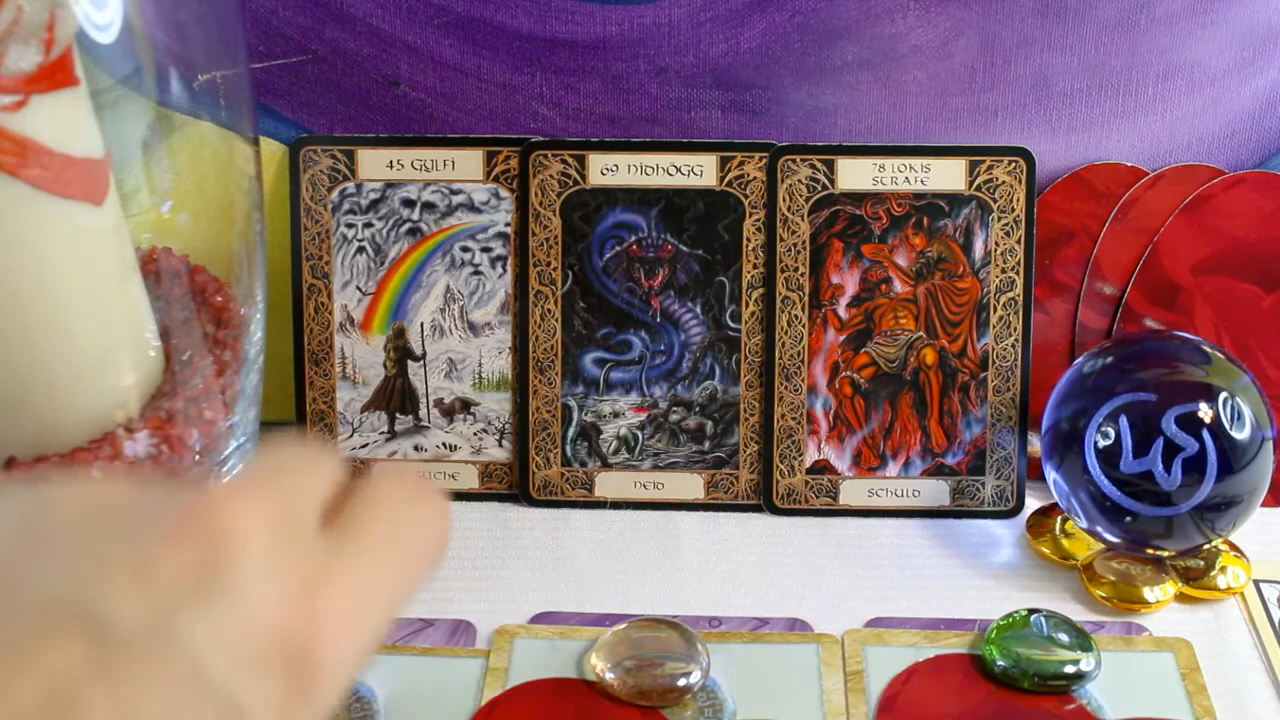 45 GYLFI
69 NIDHÖGG
78 LOKIS
STRAFE
NEID
SCHULD